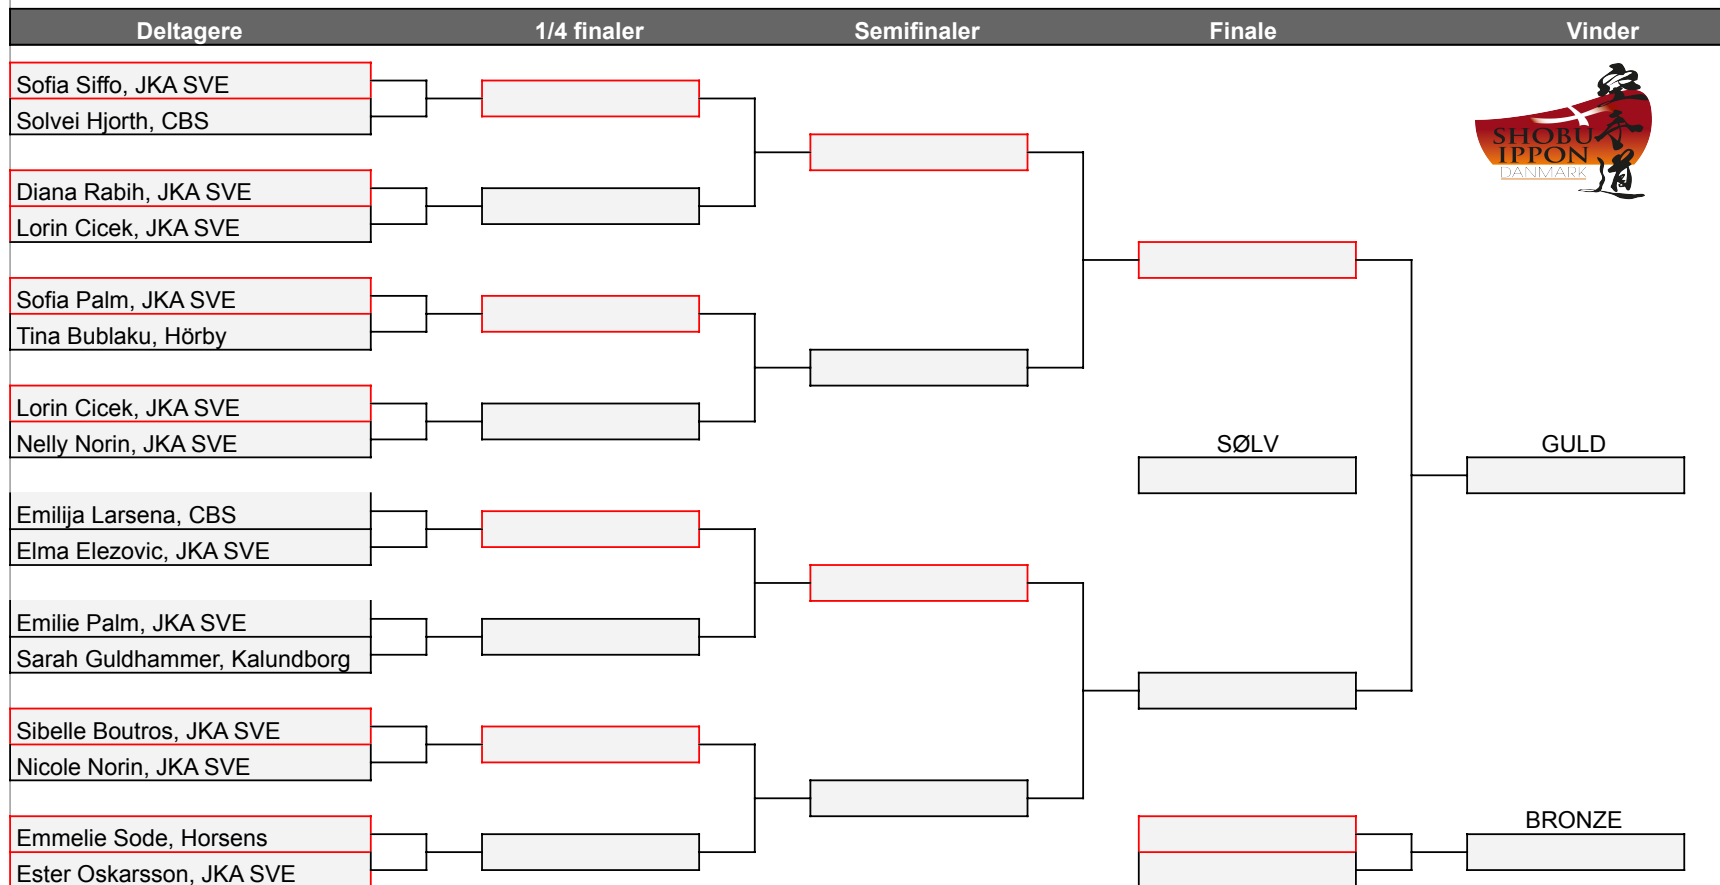 Deltagere 1/4 finaler Semifinaler Finale Vinder
Sofia Siffo, JKA SVE
Solvei Hjorth, CBS
空手道
SHOBU
IPPON
DANMARK
Diana Rabih, JKA SVE
Lorin Cicek, JKA SVE
Sofia Palm, JKA SVE
Tina Bublaku, Hörby
Lorin Cicek, JKA SVE
Nelly Norin, JKA SVE
SØLV GULD
Emilija Larsena, CBS
Elma Elezovic, JKA SVE
Emilie Palm, JKA SVE
Sarah Guldhammer, Kalundborg
Sibelle Boutros, JKA SVE
Nicole Norin, JKA SVE
BRONZE
Emmelie Sode, Horsens
Ester Oskarsson, JKA SVE